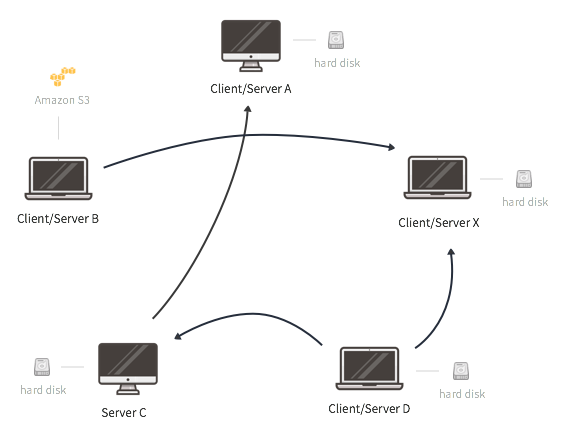 hard disk
Client/Server A
Amazon S3
Client/Server B
hard disk
Client/Server X
hard disk
Server C
hard disk
Client/Server D